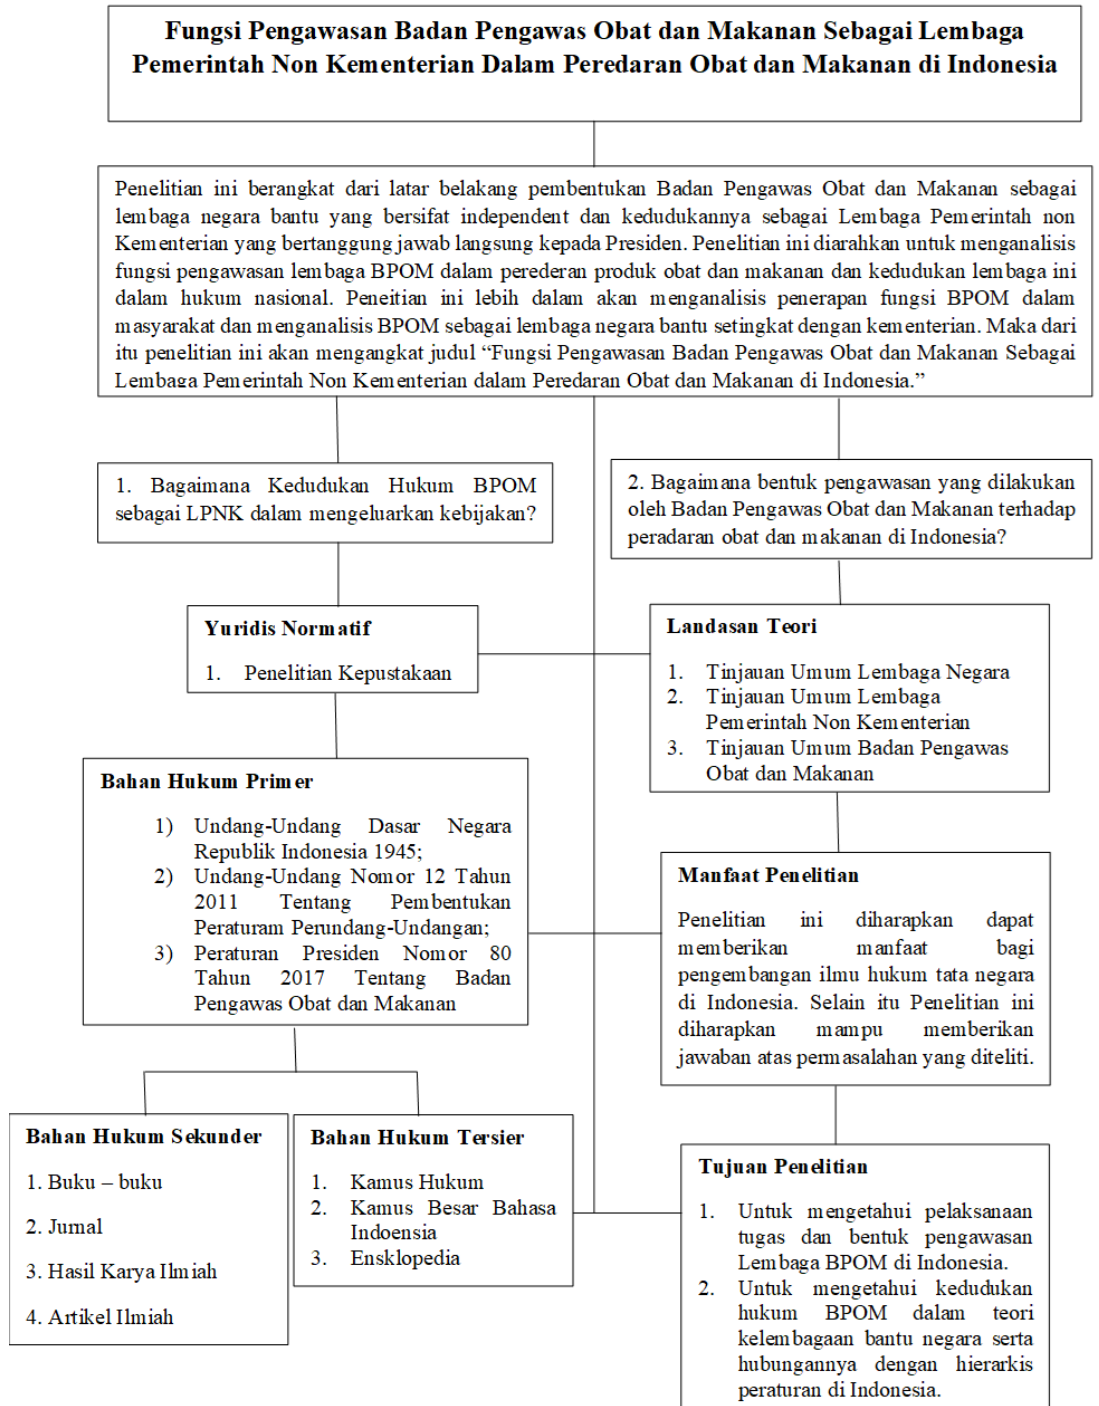 Fungsi Pengawasan Badan Pengawas Obat dan Makanan Sebagai Lembaga
Pemerintah Non Kementerian Dalam Peredaran Obat dan Makanan di Indonesia
Penelitian ini berangkat dari latar belakang pembentukan Badan Pengawas Obat dan Makanan sebagai
lembaga negara bantu yang bersifat independent dan kedudukannya sebagai Lembaga Pemerintah non
Kementerian yang bertanggung jawab langsung kepada Presiden. Penelitian ini diarahkan untuk menganalisis
fungsi pengawasan lembaga BPOM dalam perederan produk obat dan makanan dan kedudukan lembaga ini
dalam hukum nasional. Peneitian ini lebih dalam akan menganalisis penerapan fungsi BPOM dalam
masyarakat dan menganalisis BPOM sebagai lembaga negara bantu setingkat dengan kementerian. Maka dari
itu penelitian ini akan mengangkat judul “Fungsi Pengawasan Badan Pengawas Obat dan Makanan Sebagai
Lembaga Pemerintah Non Kementerian dalam Peredaran Obat dan Makanan di Indonesia.”
1. Bagaimana Kedudukan Hukum BPOM
sebagai LPNK dalam mengeluarkan kebijakan?
2. Bagaimana bentuk pengawasan yang dilakukan
oleh Badan Pengawas Obat dan Makanan terhadap
peradaran obat dan makanan di Indonesia?
Yuridis Normatif
1. Penelitian Kepustakaan
Landasan Teori
1. Tinjauan Umum Lembaga Negara
2. Tinjauan Umum Lembaga
Pemerintah Non Kementerian
3. Tinjauan Umum Badan Pengawas
Obat dan Makanan
Bahan Hukum Primer
1) Undang-Undang Dasar Negara
Republik Indonesia 1945;
2) Undang-Undang Nomor 12 Tahun
2011 Tentang Pembentukan
Peraturam Perundang-Undangan;
3) Peraturan Presiden Nomor 80
Tahun 2017 Tentang Badan
Pengawas Obat dan Makanan
Manfaat Penelitian
Penelitian ini diharapkan dapat
memberikan manfaat bagi
pengembangan ilmu hukum tata negara
di Indonesia. Selain itu Penelitian ini
diharapkan mampu memberikan
jawaban atas permasalahan yang diteliti.
Bahan Hukum Sekunder
1. Buku – buku
2. Jurnal
3. Hasil Karya Ilmiah
4. Artikel Ilmiah
Bahan Hukum Tersier
1. Kamus Hukum
2. Kamus Besar Bahasa
Indoensia
3. Ensklopedia
Tujuan Penelitian
1. Untuk mengetahui pelaksanaan
tugas dan bentuk pengawasan
Lembaga BPOM di Indonesia.
2. Untuk mengetahui kedudukan
hukum BPOM dalam teori
kelembagaan bantu negara serta
hubungannya dengan hierarkis
peraturan di Indonesia.